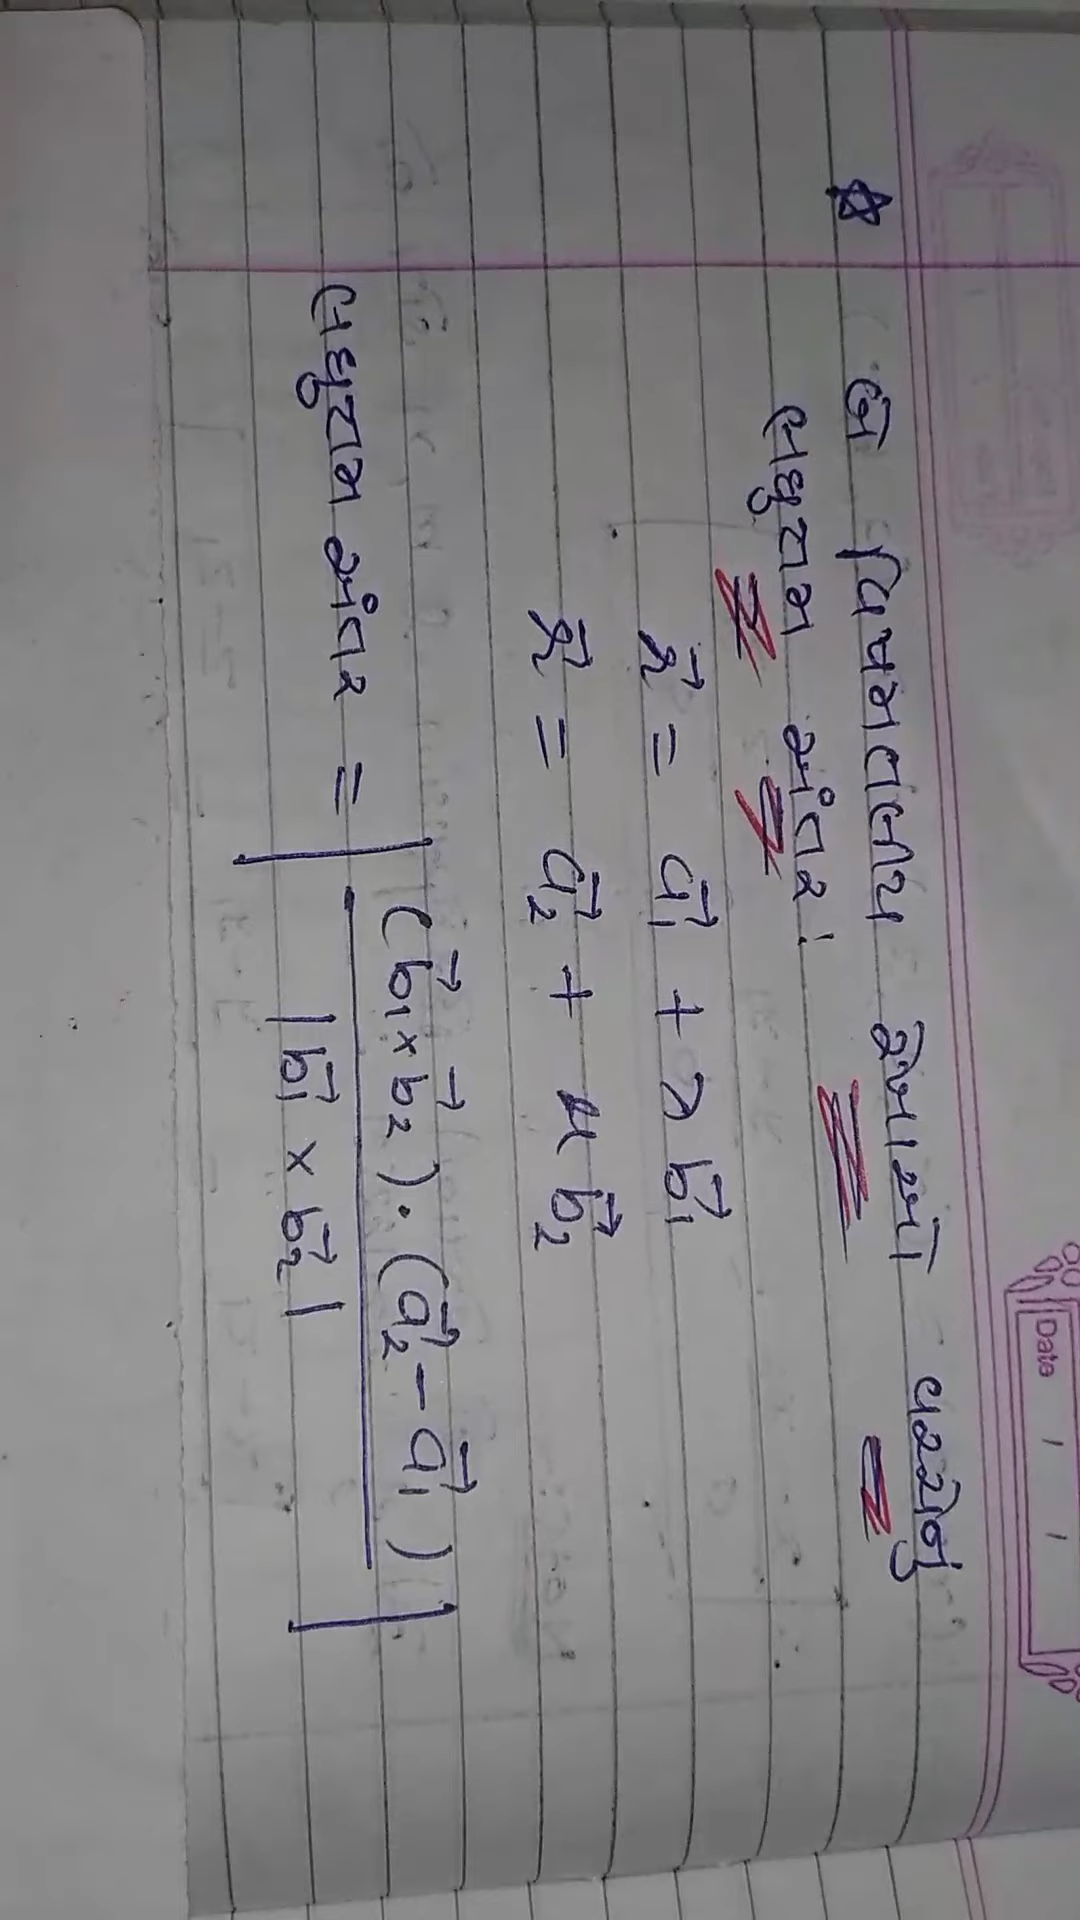 Date / /
☆ બે વિષમતલીય રેખાઓ વચ્ચેનું
લઘુત્તમ અંતર :
r⃗ = a⃗₁ + λ b⃗₁
r⃗ = a⃗₂ + μ b⃗₂
લઘુત્તમ અંતર = | (b⃗₁ × b⃗₂) · (a⃗₂ − a⃗₁) / |b⃗₁ × b⃗₂| |